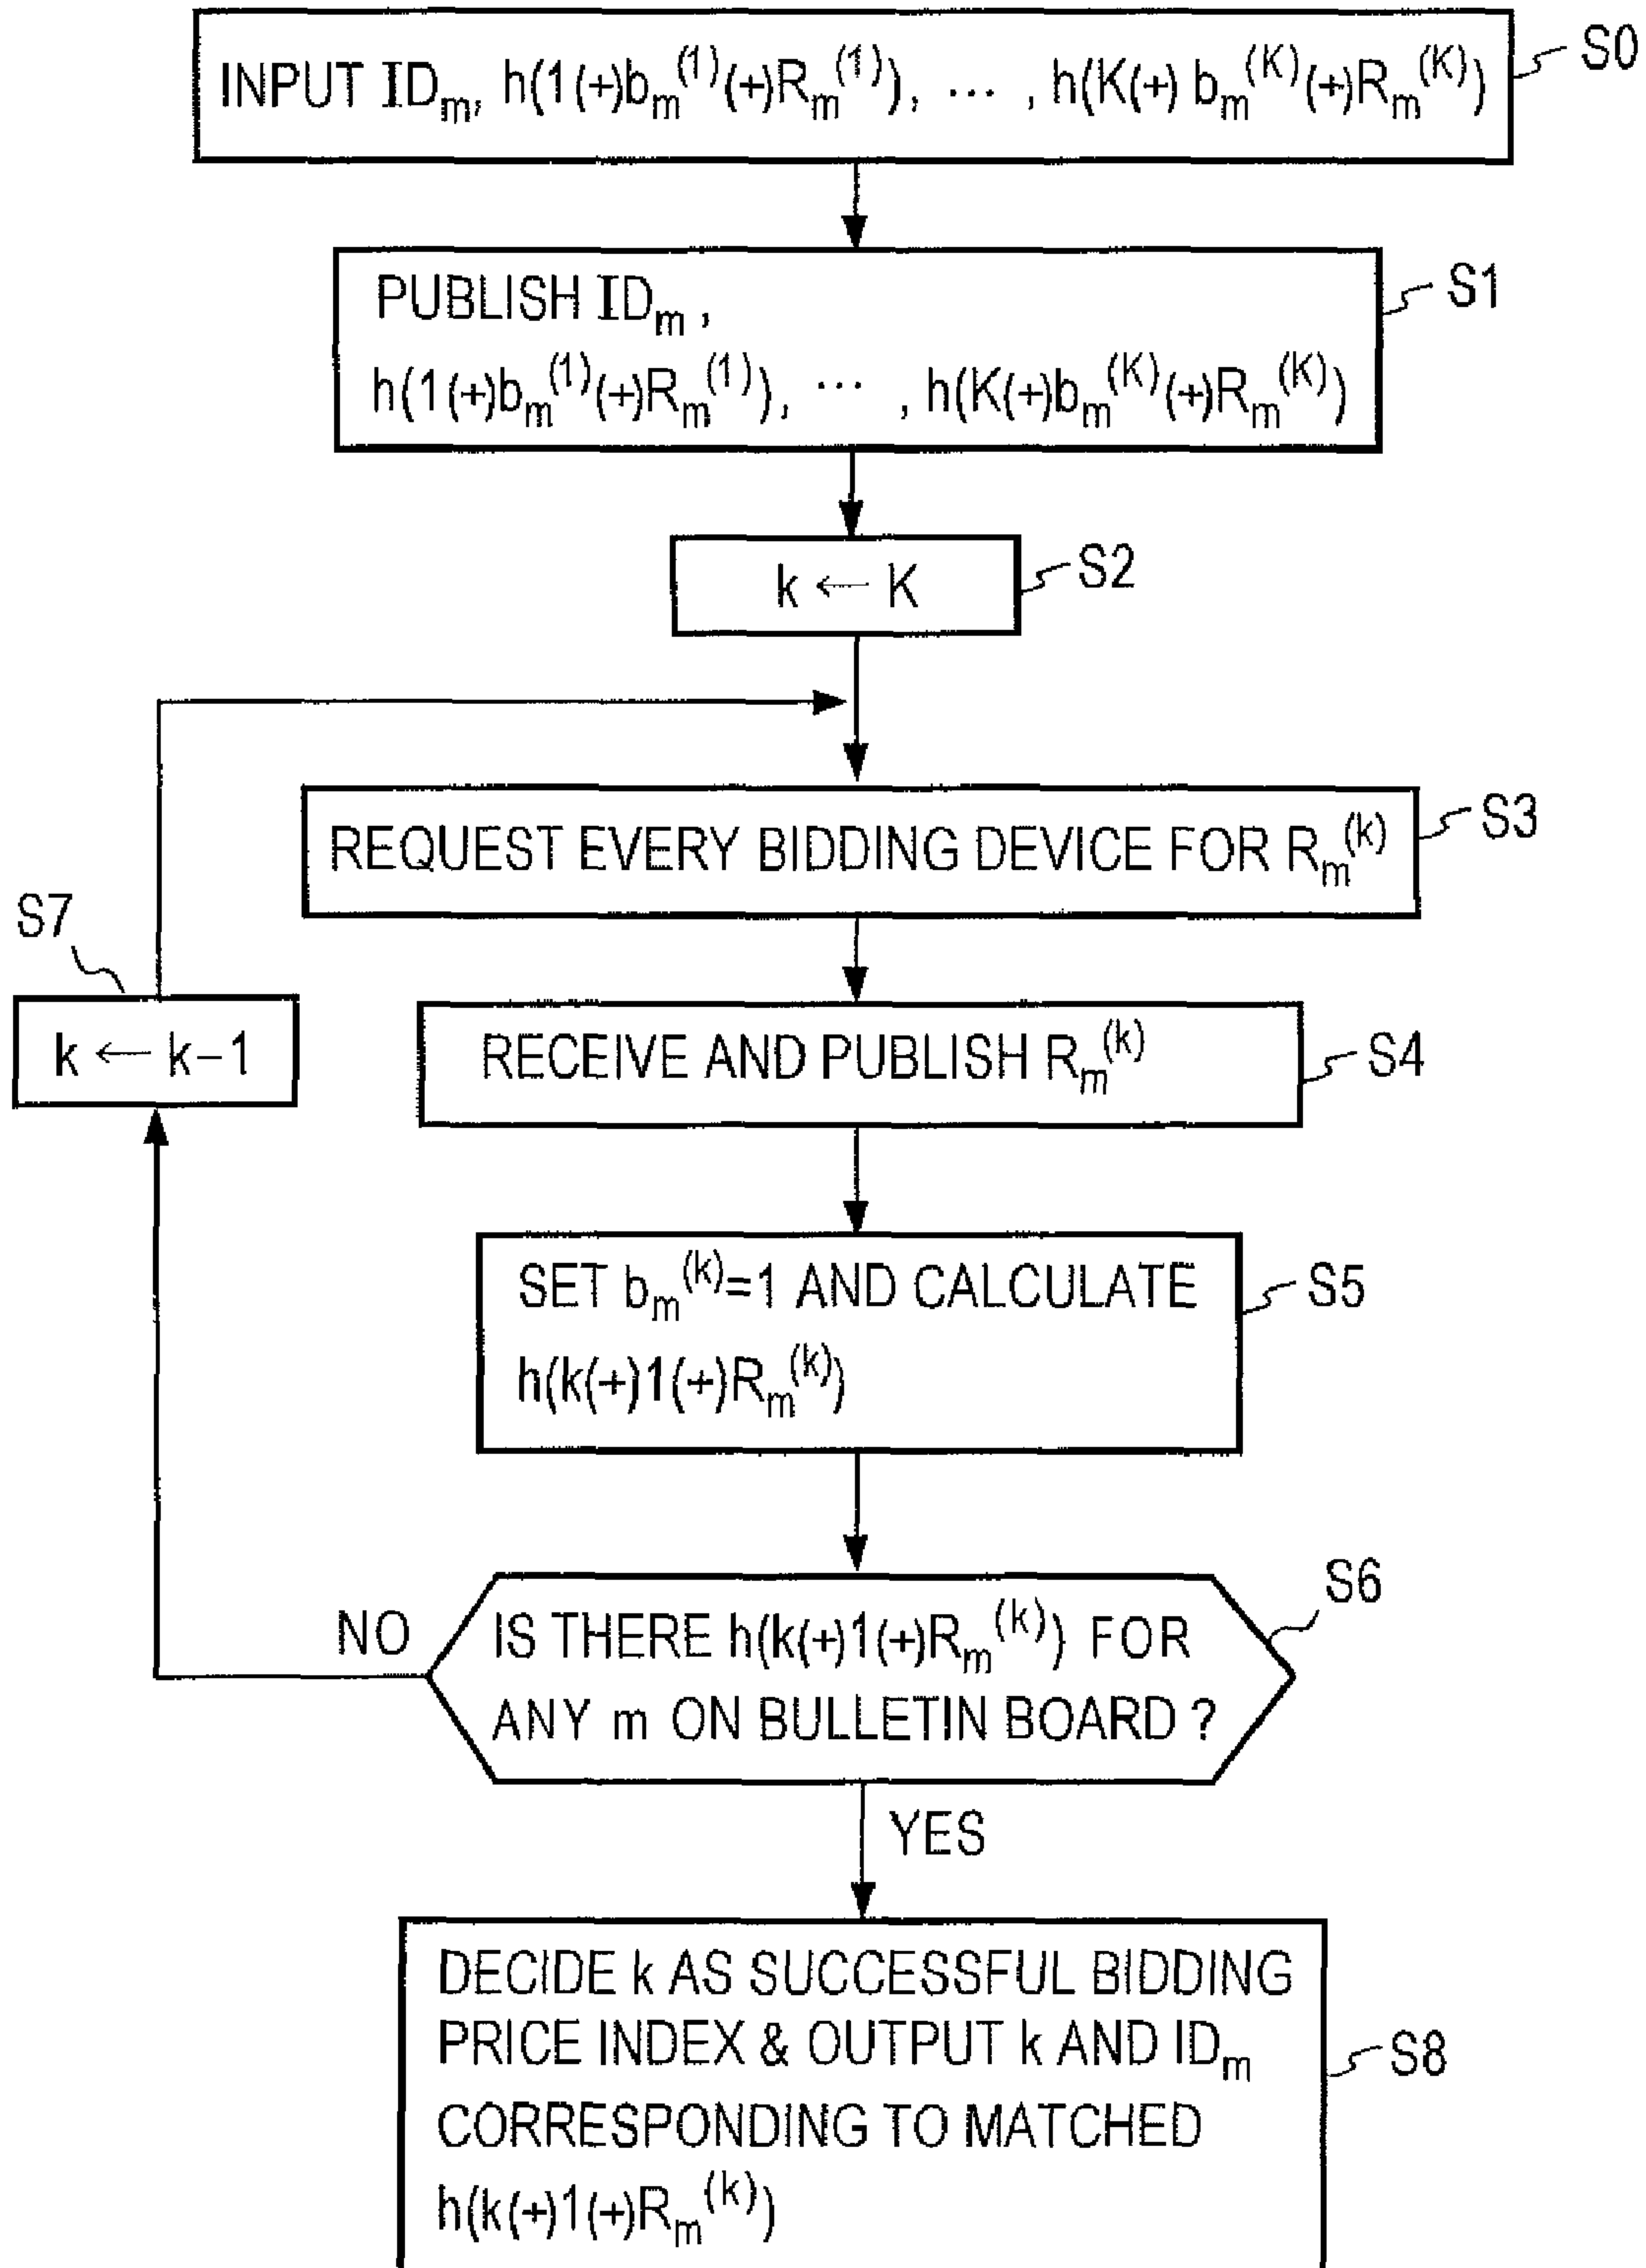 INPUT IDₘ, h(1(+)bₘ⁽¹⁾(+)Rₘ⁽¹⁾), ⋯ , h(K(+) bₘ⁽ᴷ⁾(+)Rₘ⁽ᴷ⁾)
S0
PUBLISH IDₘ ,
h(1(+)bₘ⁽¹⁾(+)Rₘ⁽¹⁾), ⋯ , h(K(+)bₘ⁽ᴷ⁾(+)Rₘ⁽ᴷ⁾)
S1
k ← K
S2
REQUEST EVERY BIDDING DEVICE FOR Rₘ⁽ᵏ⁾
S3
S7
k ← k−1
RECEIVE AND PUBLISH Rₘ⁽ᵏ⁾
S4
SET bₘ⁽ᵏ⁾=1 AND CALCULATE
h(k(+)1(+)Rₘ⁽ᵏ⁾)
S5
NO
IS THERE h(k(+)1(+)Rₘ⁽ᵏ⁾) FOR
ANY m ON BULLETIN BOARD ?
S6
YES
DECIDE k AS SUCCESSFUL BIDDING
PRICE INDEX & OUTPUT k AND IDₘ
CORRESPONDING TO MATCHED
h(k(+)1(+)Rₘ⁽ᵏ⁾)
S8